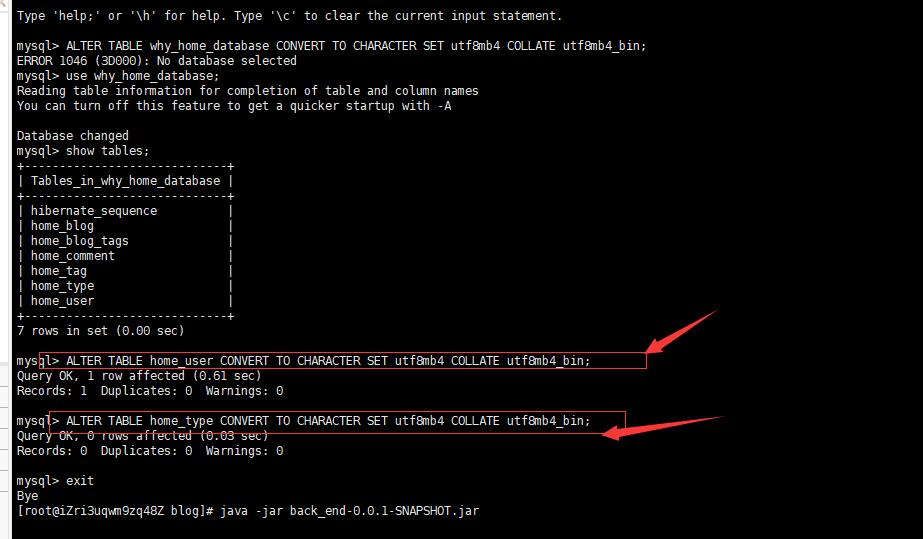 Type 'help;' or '\h' for help. Type '\c' to clear the current input statement.
mysql> ALTER TABLE why_home_database CONVERT TO CHARACTER SET utf8mb4 COLLATE utf8mb4_bin;
ERROR 1046 (3D000): No database selected
mysql> use why_home_database;
Reading table information for completion of table and column names
You can turn off this feature to get a quicker startup with -A
Database changed
mysql> show tables;
+-----------------------------+
| Tables_in_why_home_database |
+-----------------------------+
| hibernate_sequence          |
| home_blog                   |
| home_blog_tags              |
| home_comment                |
| home_tag                    |
| home_type                   |
| home_user                   |
+-----------------------------+
7 rows in set (0.00 sec)
mysql> ALTER TABLE home_user CONVERT TO CHARACTER SET utf8mb4 COLLATE utf8mb4_bin;
Query OK, 1 row affected (0.61 sec)
Records: 1  Duplicates: 0  Warnings: 0
mysql> ALTER TABLE home_type CONVERT TO CHARACTER SET utf8mb4 COLLATE utf8mb4_bin;
Query OK, 0 rows affected (0.03 sec)
Records: 0  Duplicates: 0  Warnings: 0
mysql> exit
Bye
[root@iZri3uqwm9zq48Z blog]# java -jar back_end-0.0.1-SNAPSHOT.jar